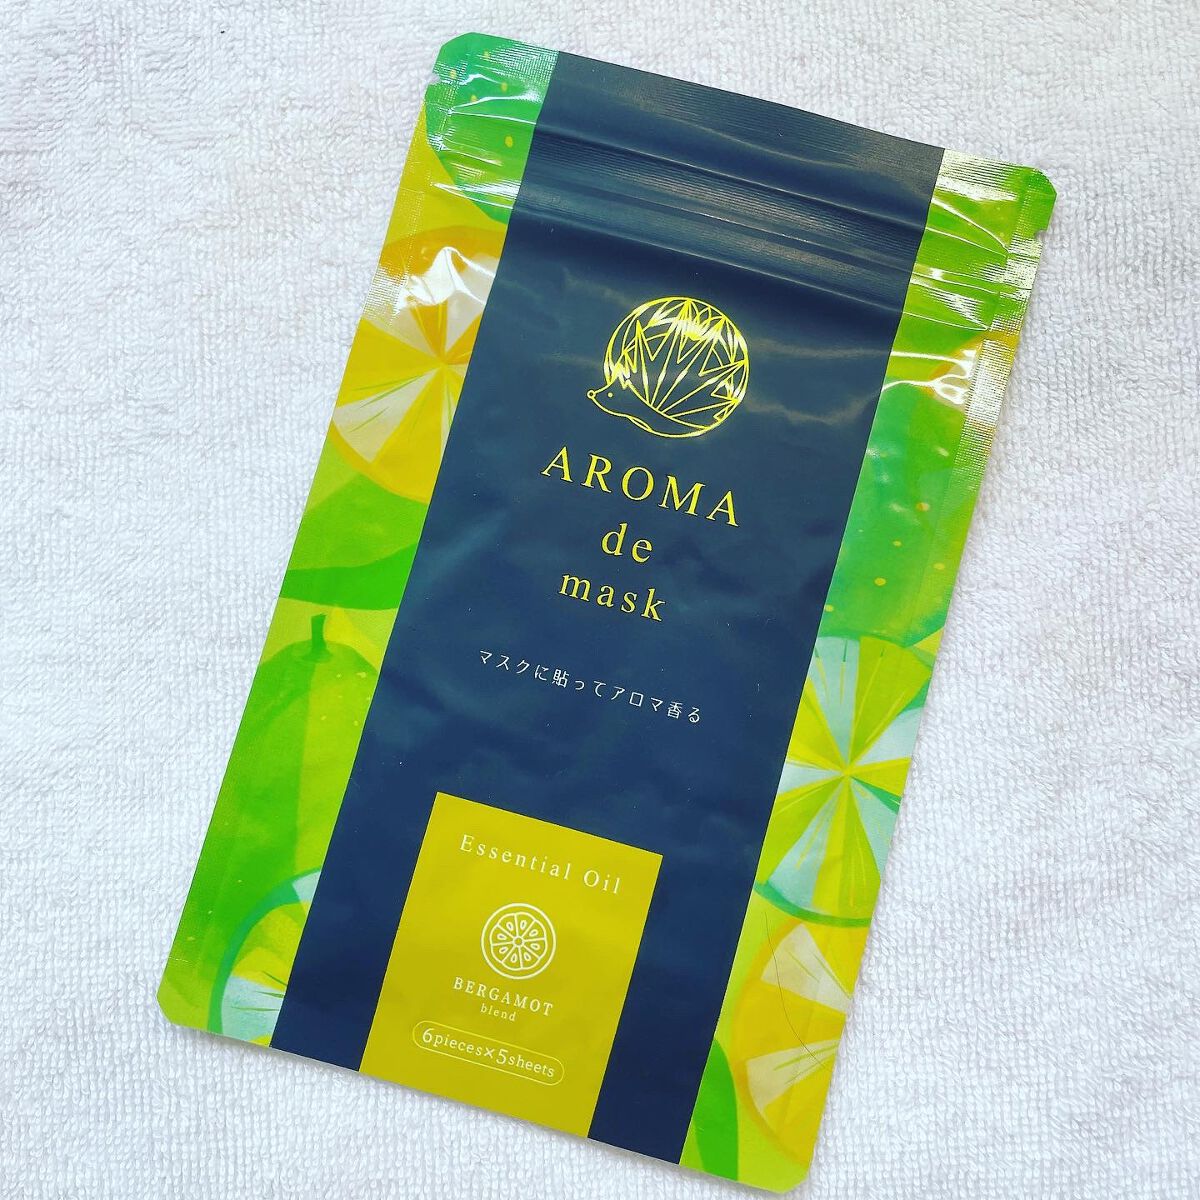 AROMA
de
mask
マスクに貼ってアロマ香る
Essential Oil
BERGAMOT
blend
6pieces×5sheets